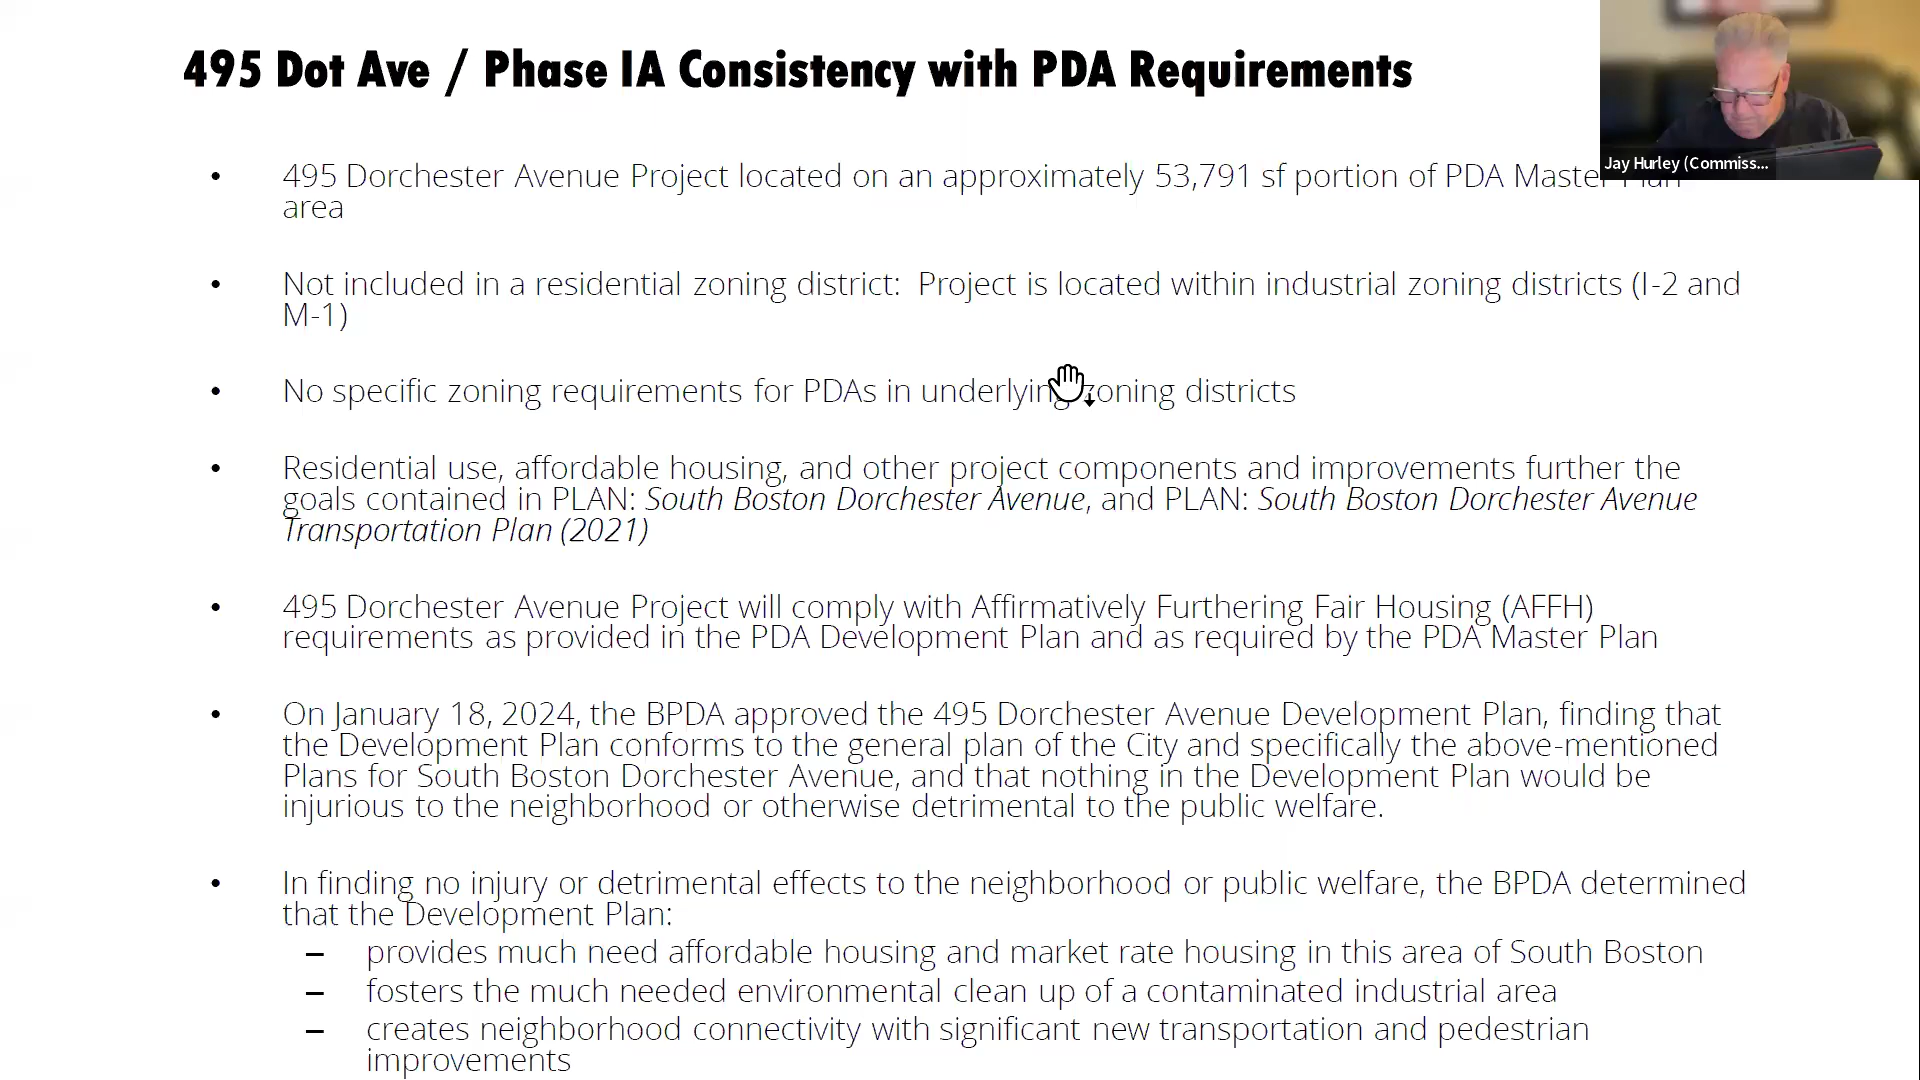 495 Dot Ave / Phase IA Consistency with PDA Requirements
Jay Hurley (Commiss...
• 495 Dorchester Avenue Project located on an approximately 53,791 sf portion of PDA Master Plan
area
• Not included in a residential zoning district: Project is located within industrial zoning districts (I-2 and
M-1)
• No specific zoning requirements for PDAs in underlying zoning districts
• Residential use, affordable housing, and other project components and improvements further the
goals contained in PLAN: South Boston Dorchester Avenue, and PLAN: South Boston Dorchester Avenue
Transportation Plan (2021)
• 495 Dorchester Avenue Project will comply with Affirmatively Furthering Fair Housing (AFFH)
requirements as provided in the PDA Development Plan and as required by the PDA Master Plan
• On January 18, 2024, the BPDA approved the 495 Dorchester Avenue Development Plan, finding that
the Development Plan conforms to the general plan of the City and specifically the above-mentioned
Plans for South Boston Dorchester Avenue, and that nothing in the Development Plan would be
injurious to the neighborhood or otherwise detrimental to the public welfare.
• In finding no injury or detrimental effects to the neighborhood or public welfare, the BPDA determined
that the Development Plan:
– provides much need affordable housing and market rate housing in this area of South Boston
– fosters the much needed environmental clean up of a contaminated industrial area
– creates neighborhood connectivity with significant new transportation and pedestrian
improvements